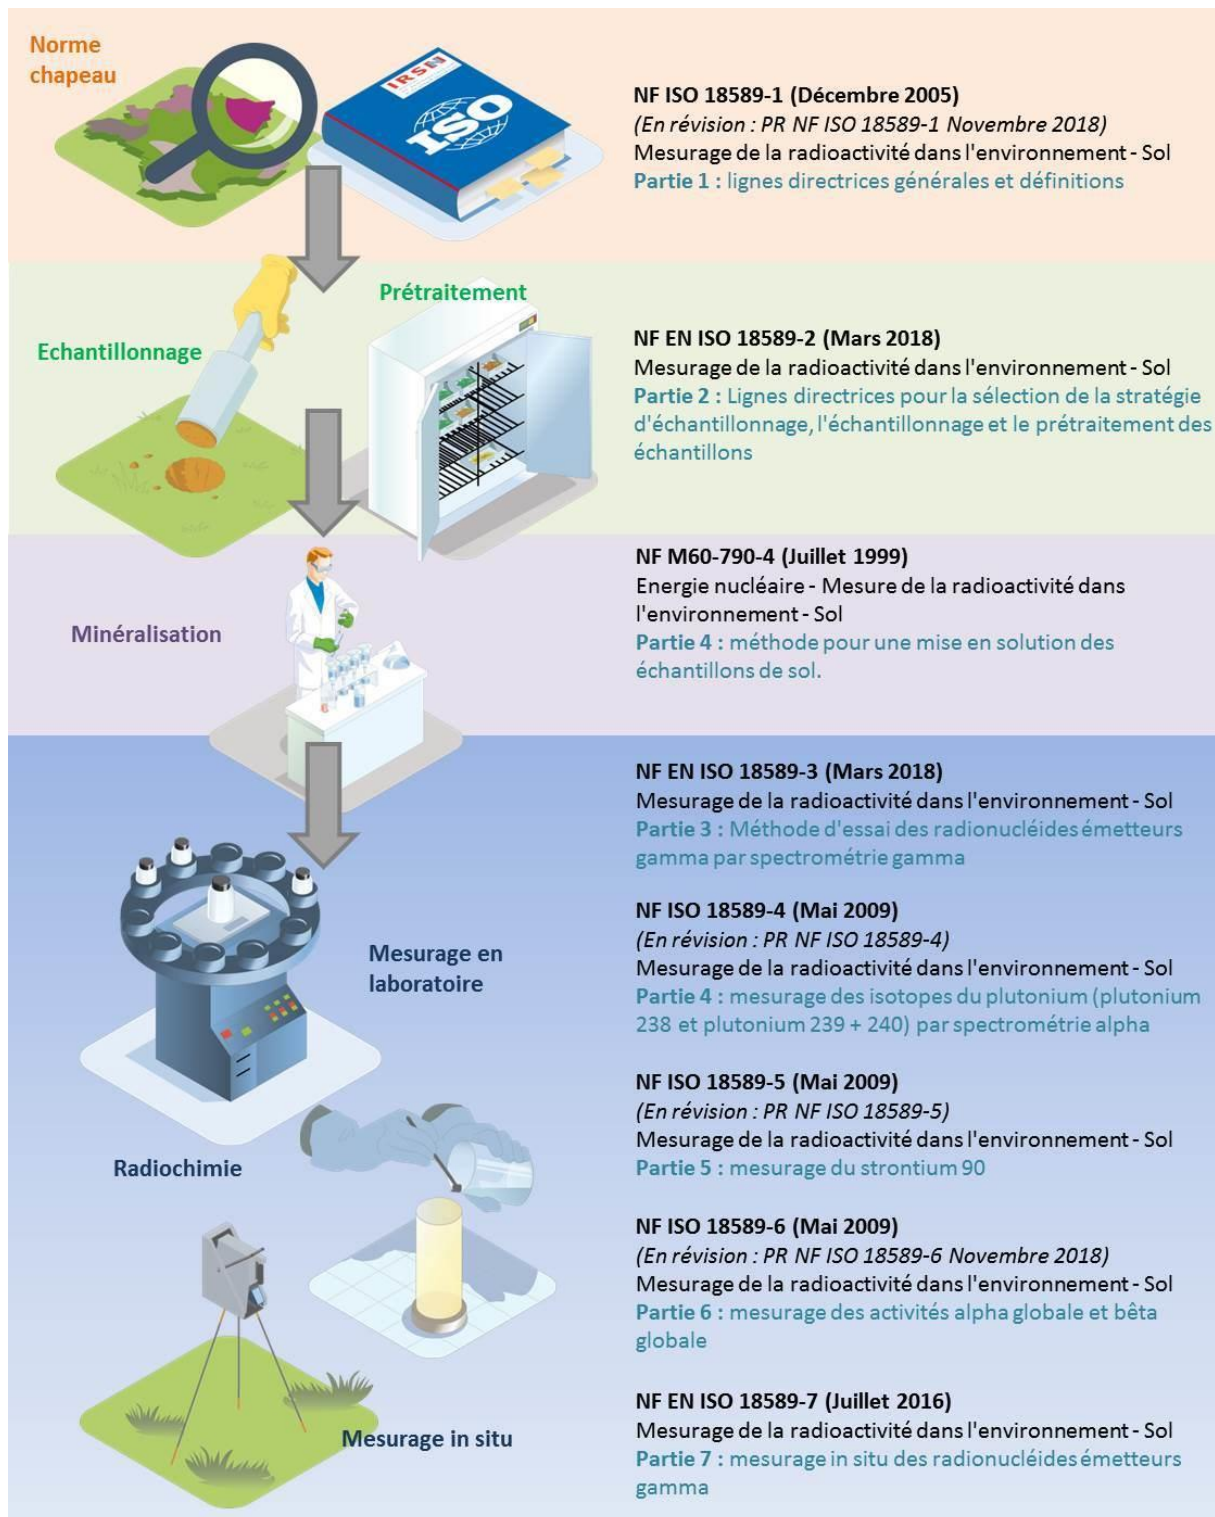 Norme
chapeau
IRSN
ISO
NF ISO 18589-1 (Décembre 2005)
(En révision : PR NF ISO 18589-1 Novembre 2018)
Mesurage de la radioactivité dans l'environnement - Sol
Partie 1 : lignes directrices générales et définitions
Prétraitement
Echantillonnage
NF EN ISO 18589-2 (Mars 2018)
Mesurage de la radioactivité dans l'environnement - Sol
Partie 2 : Lignes directrices pour la sélection de la stratégie
d'échantillonnage, l'échantillonnage et le prétraitement des
échantillons
Minéralisation
NF M60-790-4 (Juillet 1999)
Energie nucléaire - Mesure de la radioactivité dans
l'environnement - Sol
Partie 4 : méthode pour une mise en solution des
échantillons de sol.
NF EN ISO 18589-3 (Mars 2018)
Mesurage de la radioactivité dans l'environnement - Sol
Partie 3 : Méthode d'essai des radionucléides émetteurs
gamma par spectrométrie gamma
Mesurage en
laboratoire
NF ISO 18589-4 (Mai 2009)
(En révision : PR NF ISO 18589-4)
Mesurage de la radioactivité dans l'environnement - Sol
Partie 4 : mesurage des isotopes du plutonium (plutonium
238 et plutonium 239 + 240) par spectrométrie alpha
Radiochimie
NF ISO 18589-5 (Mai 2009)
(En révision : PR NF ISO 18589-5)
Mesurage de la radioactivité dans l'environnement - Sol
Partie 5 : mesurage du strontium 90
NF ISO 18589-6 (Mai 2009)
(En révision : PR NF ISO 18589-6 Novembre 2018)
Mesurage de la radioactivité dans l'environnement - Sol
Partie 6 : mesurage des activités alpha globale et bêta
globale
Mesurage in situ
NF EN ISO 18589-7 (Juillet 2016)
Mesurage de la radioactivité dans l'environnement - Sol
Partie 7 : mesurage in situ des radionucléides émetteurs
gamma